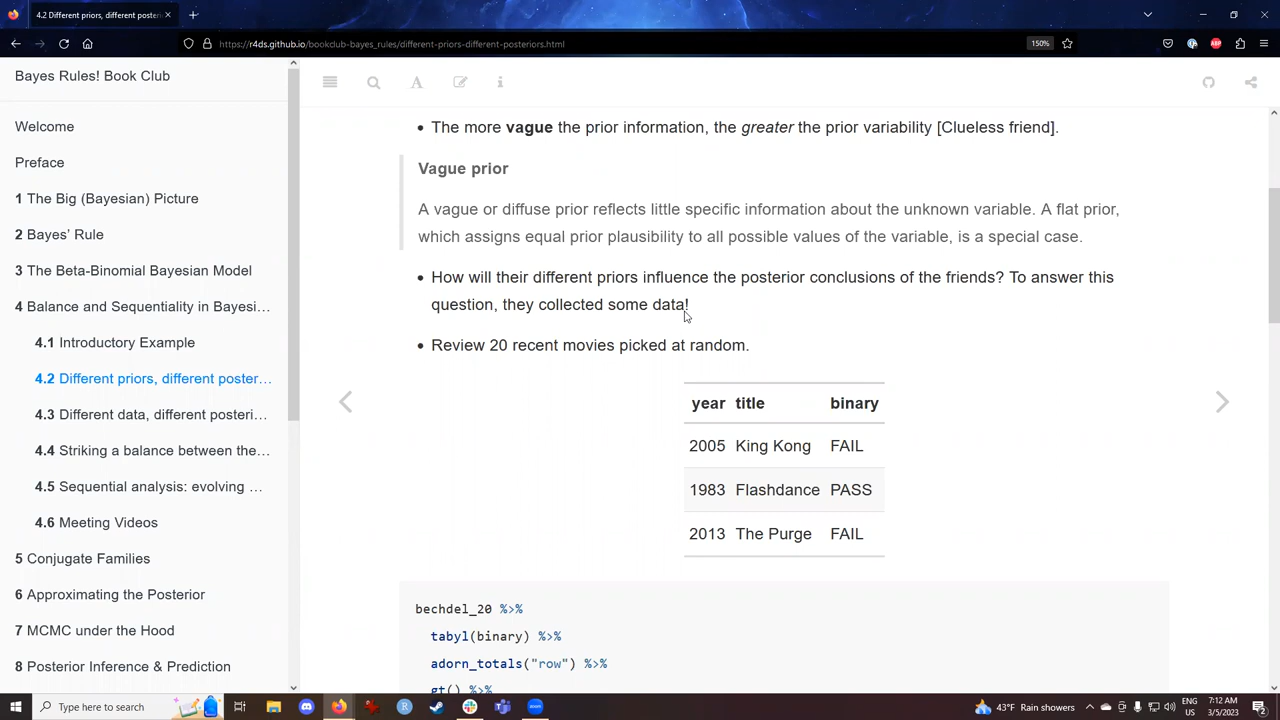 4.2 Different priors, different poster
https://r4ds.github.io/bookclub-bayes_rules/different-priors-different-posteriors.html
150%
ABP
Bayes Rules! Book Club
Welcome
Preface
1 The Big (Bayesian) Picture
2 Bayes’ Rule
3 The Beta-Binomial Bayesian Model
4 Balance and Sequentiality in Bayesi…
4.1 Introductory Example
4.2 Different priors, different poster…
4.3 Different data, different posteri…
4.4 Striking a balance between the…
4.5 Sequential analysis: evolving …
4.6 Meeting Videos
5 Conjugate Families
6 Approximating the Posterior
7 MCMC under the Hood
8 Posterior Inference & Prediction
• The more vague the prior information, the greater the prior variability [Clueless friend].
Vague prior
A vague or diffuse prior reflects little specific information about the unknown variable. A flat prior,
which assigns equal prior plausibility to all possible values of the variable, is a special case.
• How will their different priors influence the posterior conclusions of the friends? To answer this
question, they collected some data!
• Review 20 recent movies picked at random.
year title binary
2005 King Kong FAIL
1983 Flashdance PASS
2013 The Purge FAIL
bechdel_20 %>%
tabyl(binary) %>%
adorn_totals("row") %>%
gt() %>%
Type here to search
43°F Rain showers
ENG
US
7:12 AM
3/5/2023